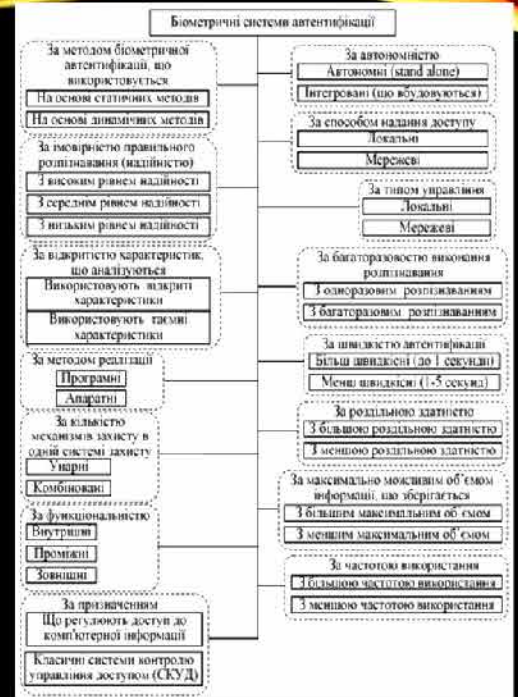 Біометричні системи автентифікації
За методом біометричної
автентифікації, що
використовується
На основі статичних методів
На основі динамічних методів
За імовірністю правильного
розпізнавання (надійністю)
З високим рівнем надійності
З середнім рівнем надійності
З низьким рівнем надійності
За відкритістю характеристик,
що аналізуються
Використовують відкриті
характеристики
Використовують таємні
характеристики
За методом реалізації
Програмні
Апаратні
За кількістю
механізмів захисту в
одній системі захисту
Унарні
Комбіновані
За функціональністю
Внутрішні
Проміжні
Зовнішні
За призначенням
Що регулюють доступ до
комп'ютерної інформації
Класичні системи контролю
управління доступом (СКУД)
За автономністю
Автономні (stand alone)
Інтегровані (що вбудовуються)
За способом надання доступу
Локальні
Мережеві
За типом управління
Локальні
Мережеві
За багаторазовостю виконання
розпізнавання
З одноразовим розпізнаванням
З багаторазовим розпізнаванням
За швидкістю автентифікації
Більш швидкісні (до 1 секунди)
Менш швидкісні (1-5 секунд)
За роздільною здатністю
З більшою роздільною здатністю
З меншою роздільною здатністю
За максимально можливим об'ємом
інформації, що зберігається
З більшим максимальним об'ємом
З меншим максимальним об'ємом
За частотою використання
З більшою частотою використання
З меншою частотою використання